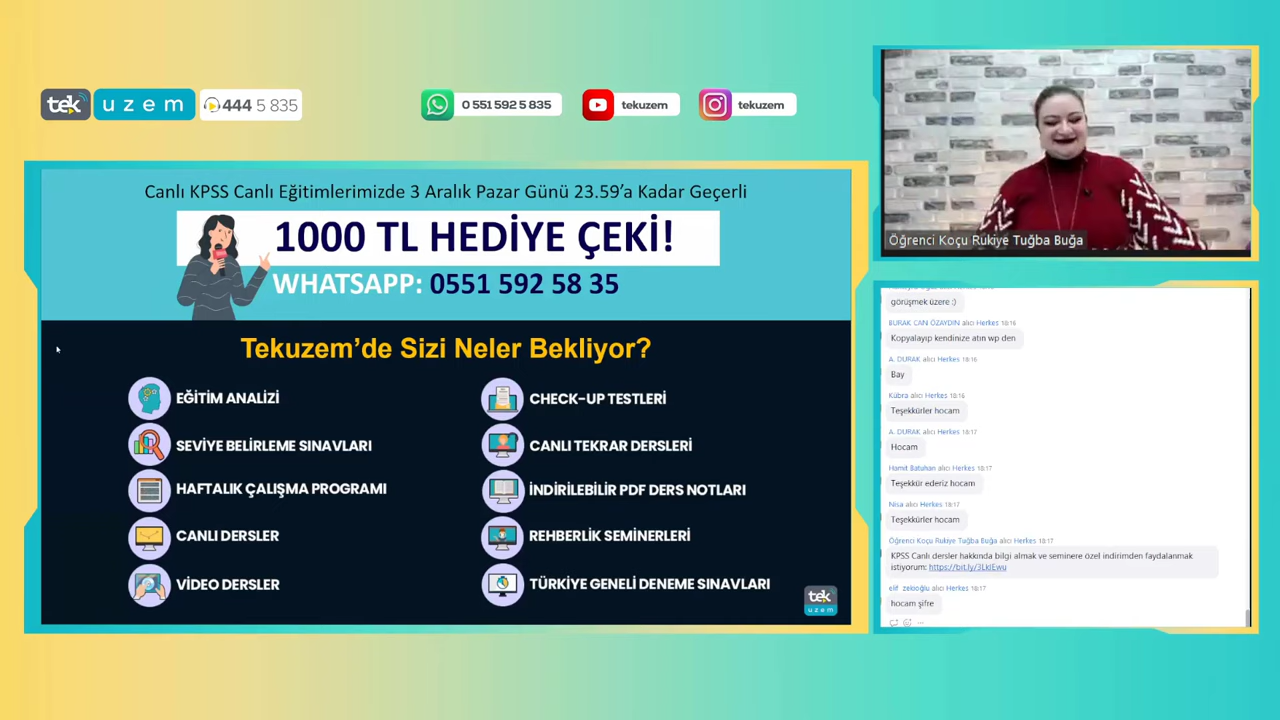 tek
uzem
444 5 835
0 551 592 5 835
tekuzem
tekuzem
Canlı KPSS Canlı Eğitimlerimizde 3 Aralık Pazar Günü 23.59'a Kadar Geçerli
1000 TL HEDİYE ÇEKİ!
WHATSAPP: 0551 592 58 35
Tekuzem'de Sizi Neler Bekliyor?
EĞİTİM ANALİZİ
SEVİYE BELİRLEME SINAVLARI
HAFTALIK ÇALIŞMA PROGRAMI
CANLI DERSLER
VİDEO DERSLER
CHECK-UP TESTLERİ
CANLI TEKRAR DERSLERİ
İNDİRİLEBİLİR PDF DERS NOTLARI
REHBERLİK SEMİNERLERİ
TÜRKİYE GENELİ DENEME SINAVLARI
tek
uzem
Öğrenci Koçu Rukiye Tuğba Buğa
görüşmek üzere :)
BURAK CAN ÖZAYDIN alıcı Herkes 18:16
Kopyalayıp kendinize atın wp den
A. DURAK alıcı Herkes 18:16
Bay
Kübra alıcı Herkes 18:16
Teşekkürler hocam
A. DURAK alıcı Herkes 18:17
Hocam
Hamit Batuhan alıcı Herkes 18:17
Teşekkür ederiz hocam
Nisa alıcı Herkes 18:17
Teşekkürler hocam
Öğrenci Koçu Rukiye Tuğba Buğa alıcı Herkes 18:17
KPSS Canlı dersler hakkında bilgi almak ve seminere özel indirimden faydalanmak
istiyorum:
elif alıcı Herkes 18:17
hocam şifre